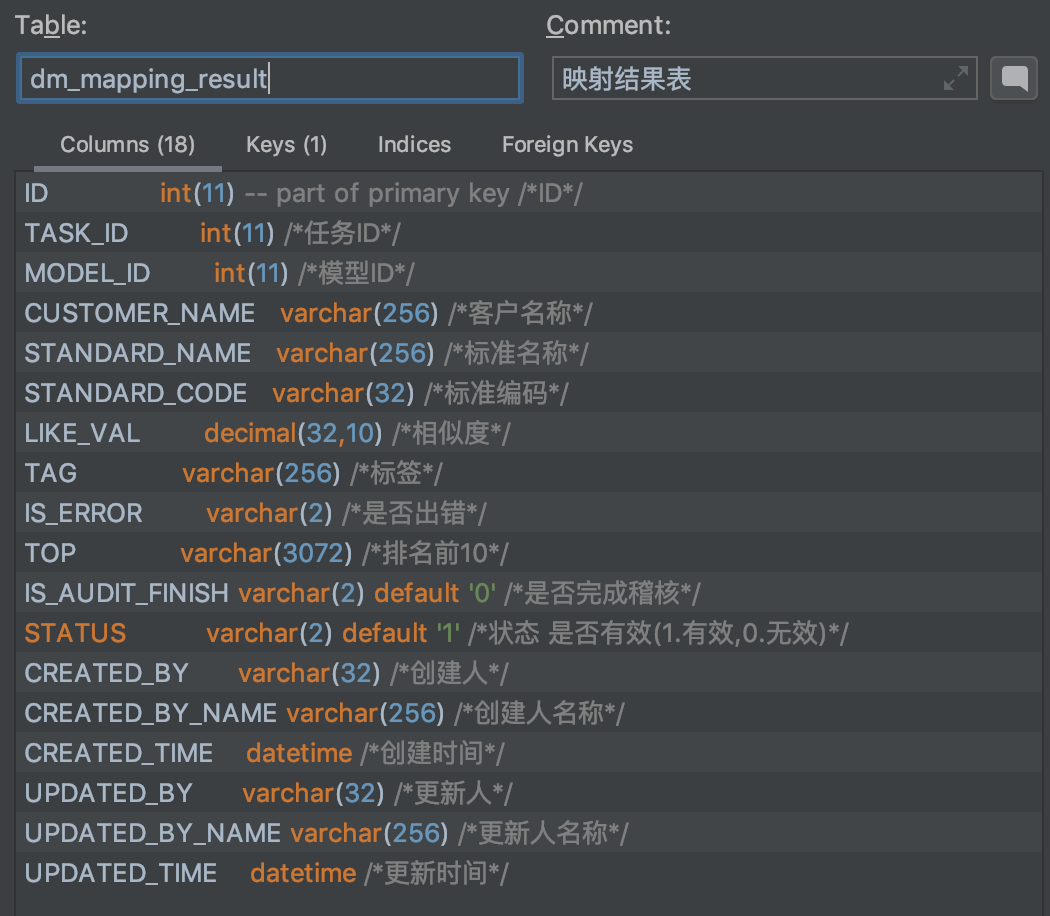 Table:
Comment:
dm_mapping_result
映射结果表
Columns (18)
Keys (1)
Indices
Foreign Keys
ID int(11) -- part of primary key /*ID*/
TASK_ID int(11) /*任务ID*/
MODEL_ID int(11) /*模型ID*/
CUSTOMER_NAME varchar(256) /*客户名称*/
STANDARD_NAME varchar(256) /*标准名称*/
STANDARD_CODE varchar(32) /*标准编码*/
LIKE_VAL decimal(32,10) /*相似度*/
TAG varchar(256) /*标签*/
IS_ERROR varchar(2) /*是否出错*/
TOP varchar(3072) /*排名前10*/
IS_AUDIT_FINISH varchar(2) default '0' /*是否完成稽核*/
STATUS varchar(2) default '1' /*状态 是否有效(1.有效,0.无效)*/
CREATED_BY varchar(32) /*创建人*/
CREATED_BY_NAME varchar(256) /*创建人名称*/
CREATED_TIME datetime /*创建时间*/
UPDATED_BY varchar(32) /*更新人*/
UPDATED_BY_NAME varchar(256) /*更新人名称*/
UPDATED_TIME datetime /*更新时间*/